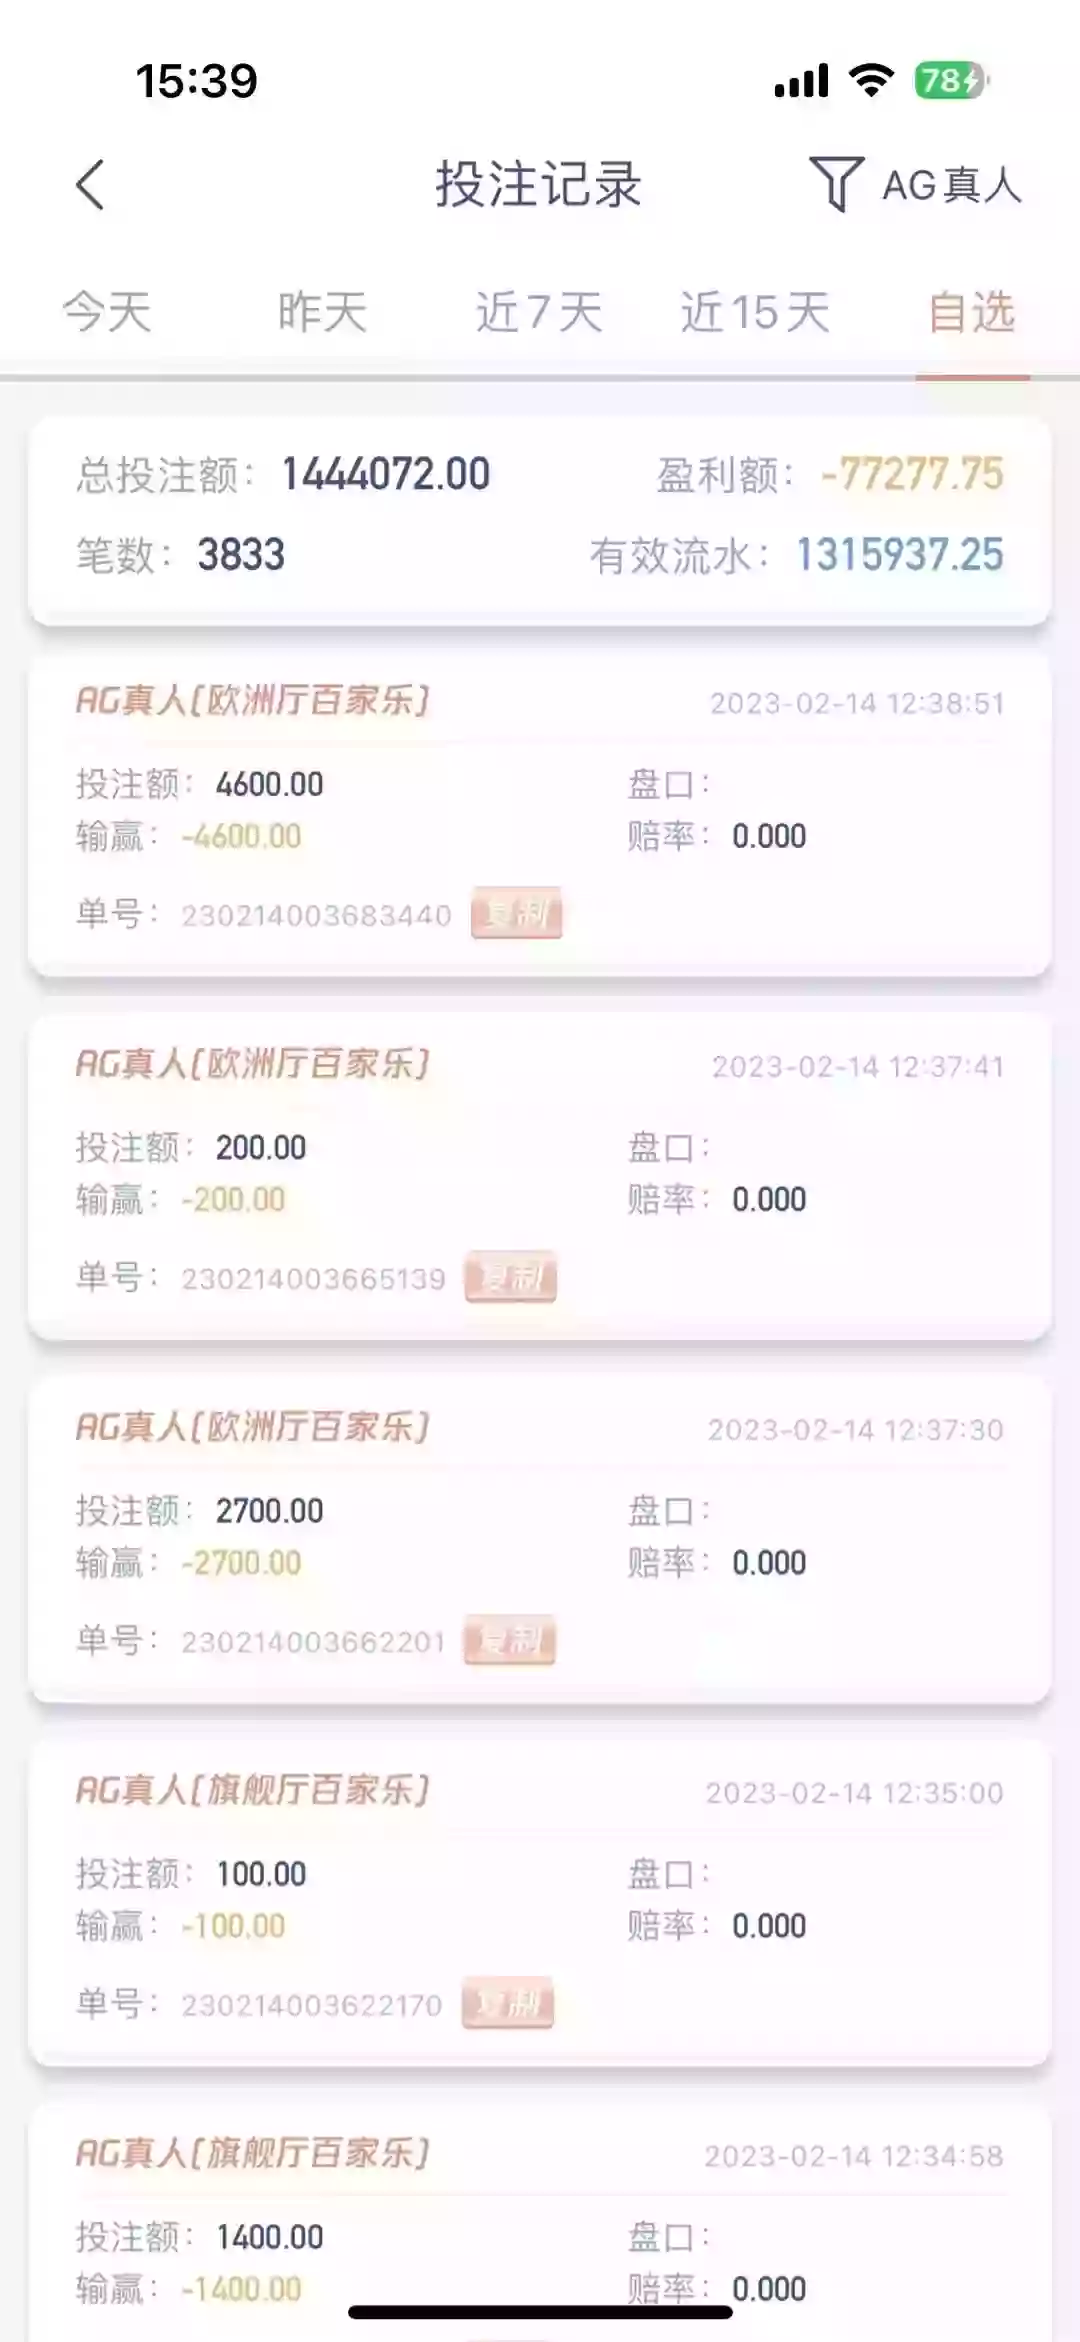 15:39
78
投注记录
AG真人
今天 昨天 近7天 近15天 自选
总投注额：1444072.00 盈利额：-77277.75
笔数：3833 有效流水：1315937.25
AG真人[欧洲厅百家乐] 2023-02-14 12:38:51
投注额：4600.00 盘口：
输赢：-4600.00 赔率：0.000
单号：230214003683440 复制
AG真人[欧洲厅百家乐] 2023-02-14 12:37:41
投注额：200.00 盘口：
输赢：-200.00 赔率：0.000
单号：230214003665139 复制
AG真人[欧洲厅百家乐] 2023-02-14 12:37:30
投注额：2700.00 盘口：
输赢：-2700.00 赔率：0.000
单号：230214003662201 复制
AG真人[旗舰厅百家乐] 2023-02-14 12:35:00
投注额：100.00 盘口：
输赢：-100.00 赔率：0.000
单号：230214003622170 复制
AG真人[旗舰厅百家乐] 2023-02-14 12:34:58
投注额：1400.00 盘口：
输赢：-1400.00 赔率：0.000